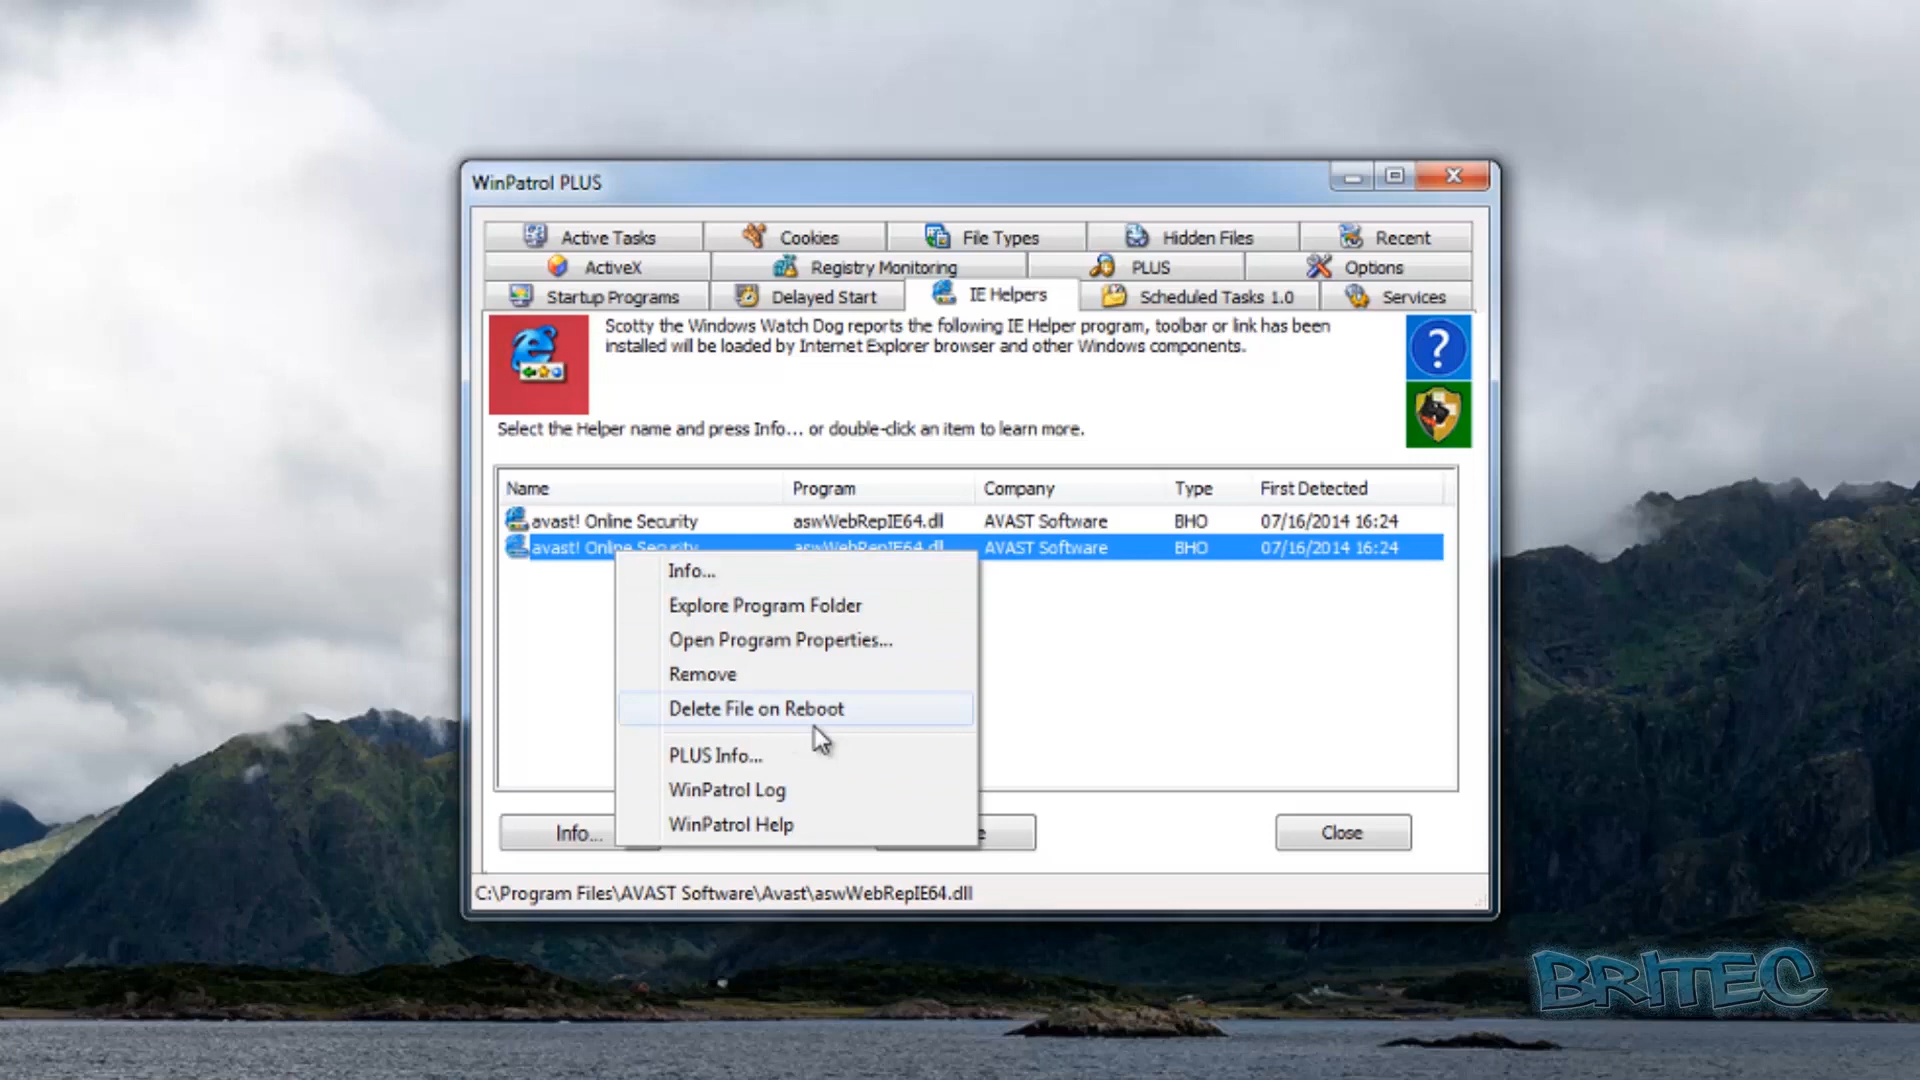 WinPatrol PLUS
Active Tasks Cookies File Types Hidden Files Recent
ActiveX Registry Monitoring PLUS Options
Startup Programs Delayed Start IE Helpers Scheduled Tasks 1.0 Services
Scotty the Windows Watch Dog reports the following IE Helper program, toolbar or link has been
installed will be loaded by Internet Explorer browser and other Windows components.
Select the Helper name and press Info... or double-click an item to learn more.
Name Program Company Type First Detected
avast! Online Security aswWebRepIE64.dl AVAST Software BHO 07/16/2014 16:24
avast! Online Security aswWebRepIE64.dl AVAST Software BHO 07/16/2014 16:24
Info...
Explore Program Folder
Open Program Properties...
Remove
Delete File on Reboot
PLUS Info...
WinPatrol Log
WinPatrol Help
Info... Close
C:\Program Files\AVAST Software\Avast\aswWebRepIE64.dll
BRITEC